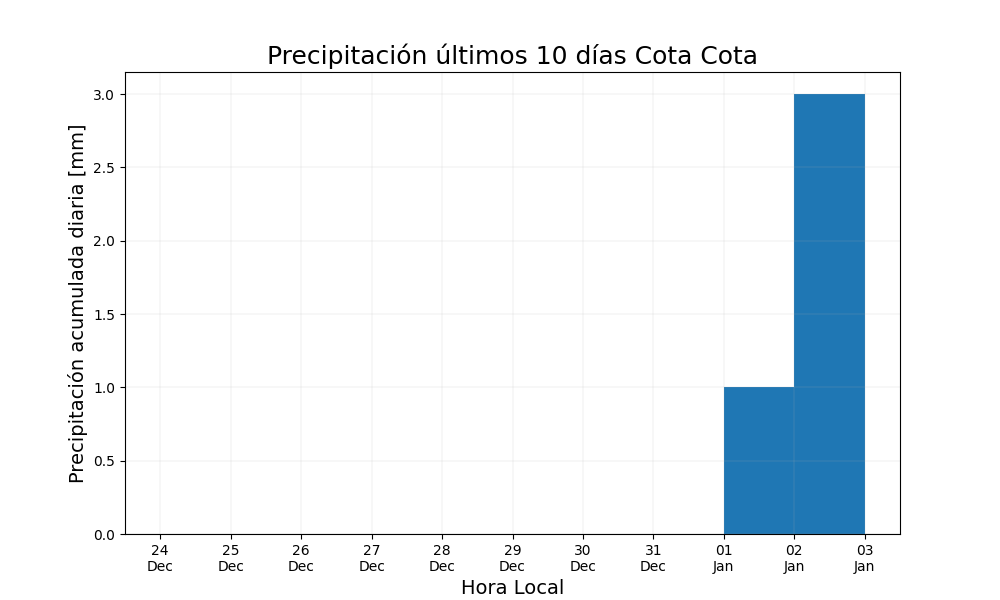 Precipitación últimos 10 días Cota Cota
Precipitación acumulada diaria [mm]
3.0
2.5
2.0
1.5
1.0
0.5
0.0
24 25 26 27 28 29 30 31 01 02 03
Dec Dec Dec Dec Dec Dec Dec Dec Jan Jan Jan
Hora Local